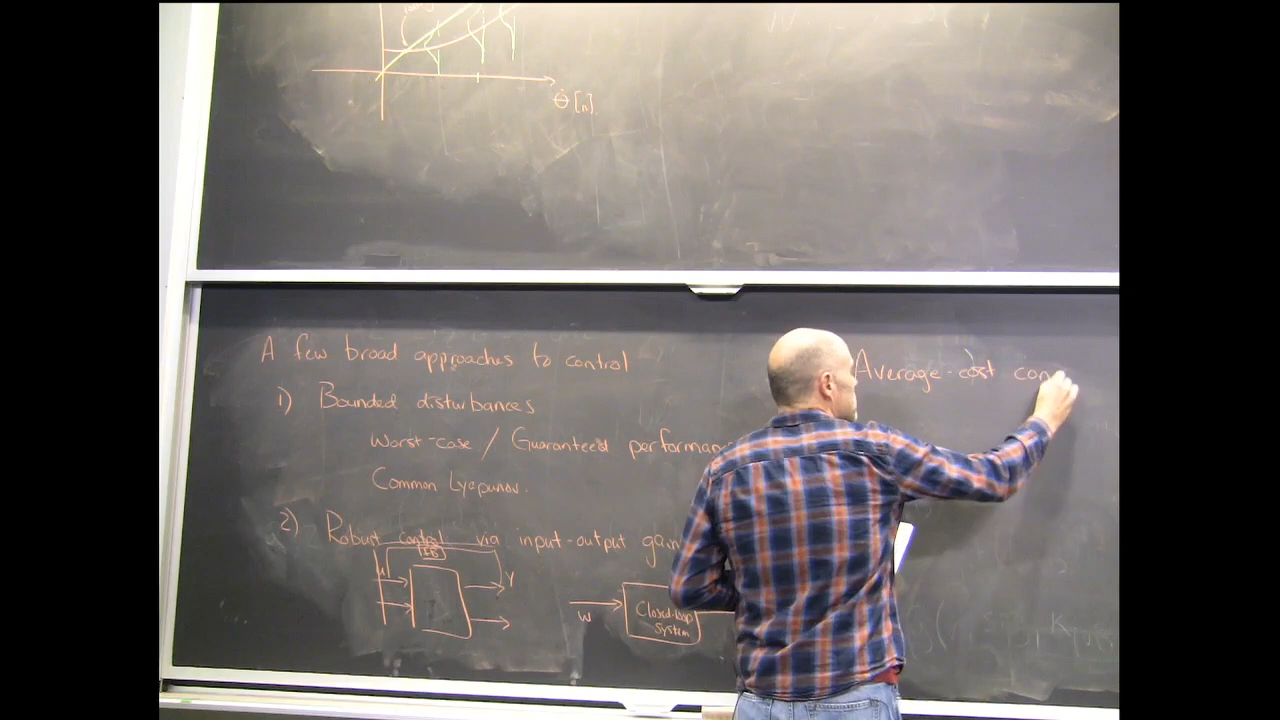 θ̇[n]
A few broad approaches to control
1) Bounded disturbances
Worst-case / Guaranteed performan
Common Lyapunov.
2) Robust control via input-output gain
FB
u
Y
w
Closed-loop
System
Average-cost con